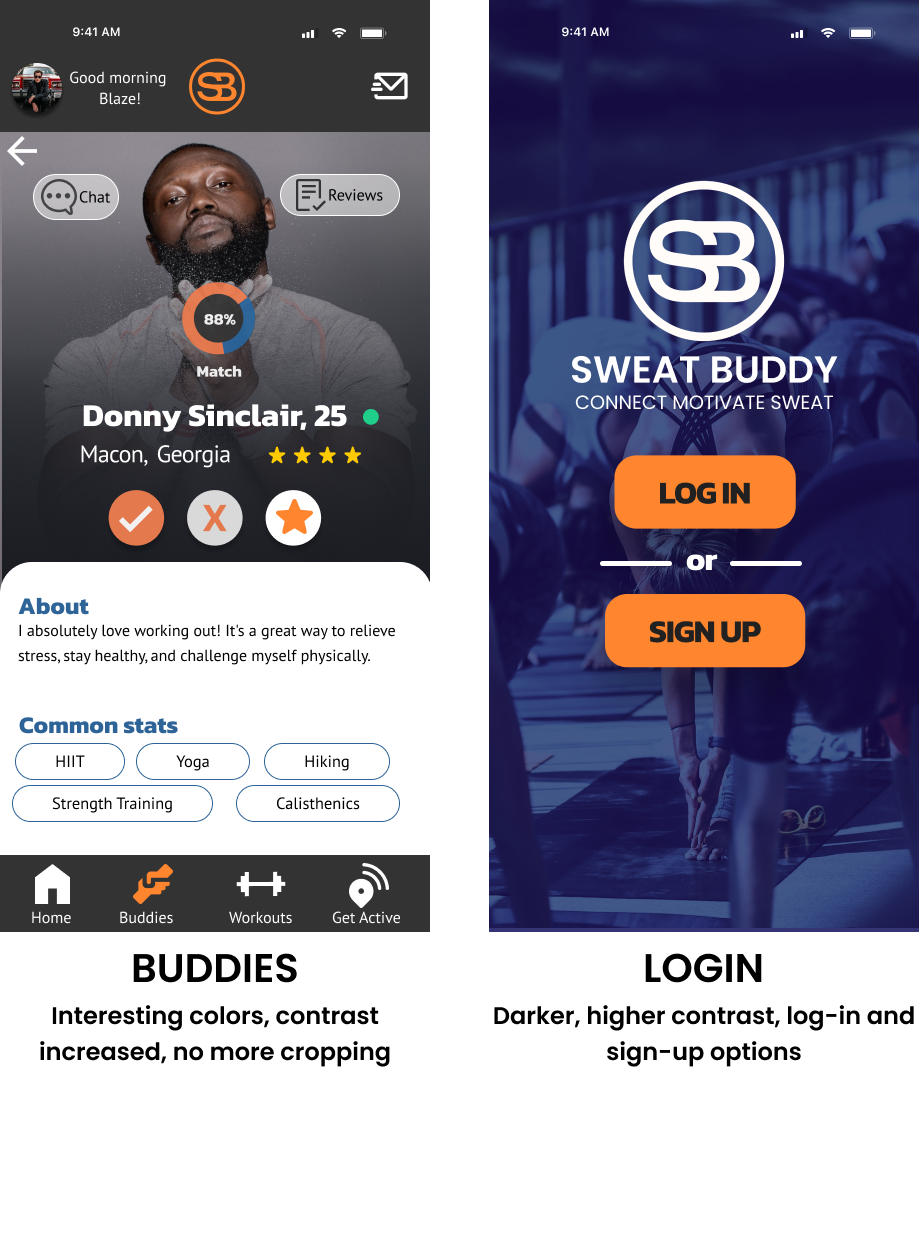 9:41 AM
Good morning
Blaze!
SB
Chat
Reviews
88%
Match
Donny Sinclair, 25
Macon, Georgia
X
About
I absolutely love working out! It's a great way to relieve
stress, stay healthy, and challenge myself physically.
Common stats
HIIT
Yoga
Hiking
Strength Training
Calisthenics
Home
Buddies
Workouts
Get Active
BUDDIES
Interesting colors, contrast
increased, no more cropping
9:41 AM
SB
SWEAT BUDDY
CONNECT MOTIVATE SWEAT
LOG IN
or
SIGN UP
LOGIN
Darker, higher contrast, log-in and
sign-up options